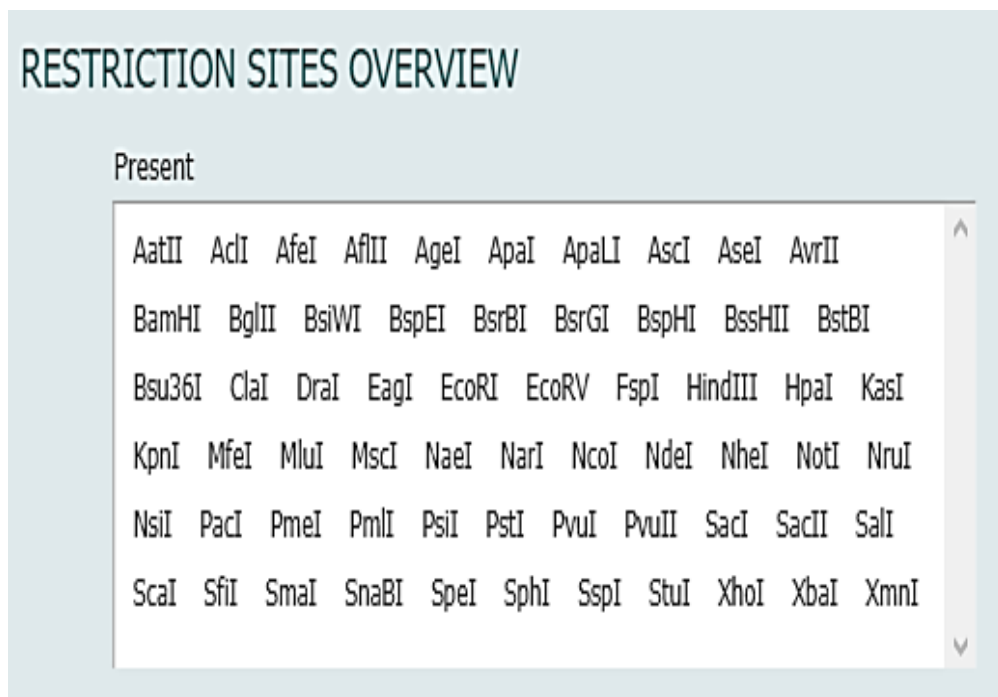 RESTRICTION SITES OVERVIEW
Present
AatII AclI AfeI AflII AgeI ApaI ApaLI AscI AseI AvrII
BamHI BglII BsiWI BspEI BsrBI BsrGI BspHI BssHII BstBI
Bsu36I ClaI DraI EagI EcoRI EcoRV FspI HindIII HpaI KasI
KpnI MfeI MluI MscI NaeI NarI NcoI NdeI NheI NotI NruI
NsiI PacI PmeI PmlI PsiI PstI PvuI PvuII SacI SacII SalI
ScaI SfiI SmaI SnaBI SpeI SphI SspI StuI XhoI XbaI XmnI